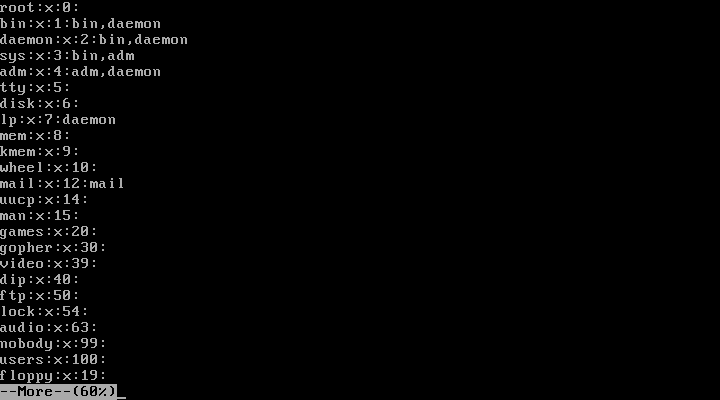 root:x:0:
bin:x:1:bin,daemon
daemon:x:2:bin,daemon
sys:x:3:bin,adm
adm:x:4:adm,daemon
tty:x:5:
disk:x:6:
lp:x:7:daemon
mem:x:8:
kmem:x:9:
wheel:x:10:
mail:x:12:mail
uucp:x:14:
man:x:15:
games:x:20:
gopher:x:30:
video:x:39:
dip:x:40:
ftp:x:50:
lock:x:54:
audio:x:63:
nobody:x:99:
users:x:100:
floppy:x:19:
--More--(60%)